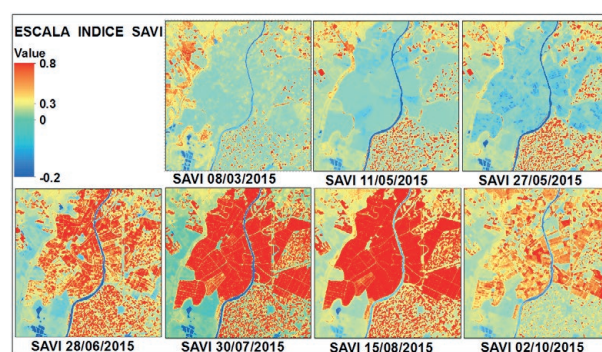 ESCALA INDICE SAVI
Value
0.8
0.3
0.0
-0.2
SAVI 08/03/2015
SAVI 11/05/2015
SAVI 27/05/2015
SAVI 28/06/2015
SAVI 30/07/2015
SAVI 15/08/2015
SAVI 02/10/2015